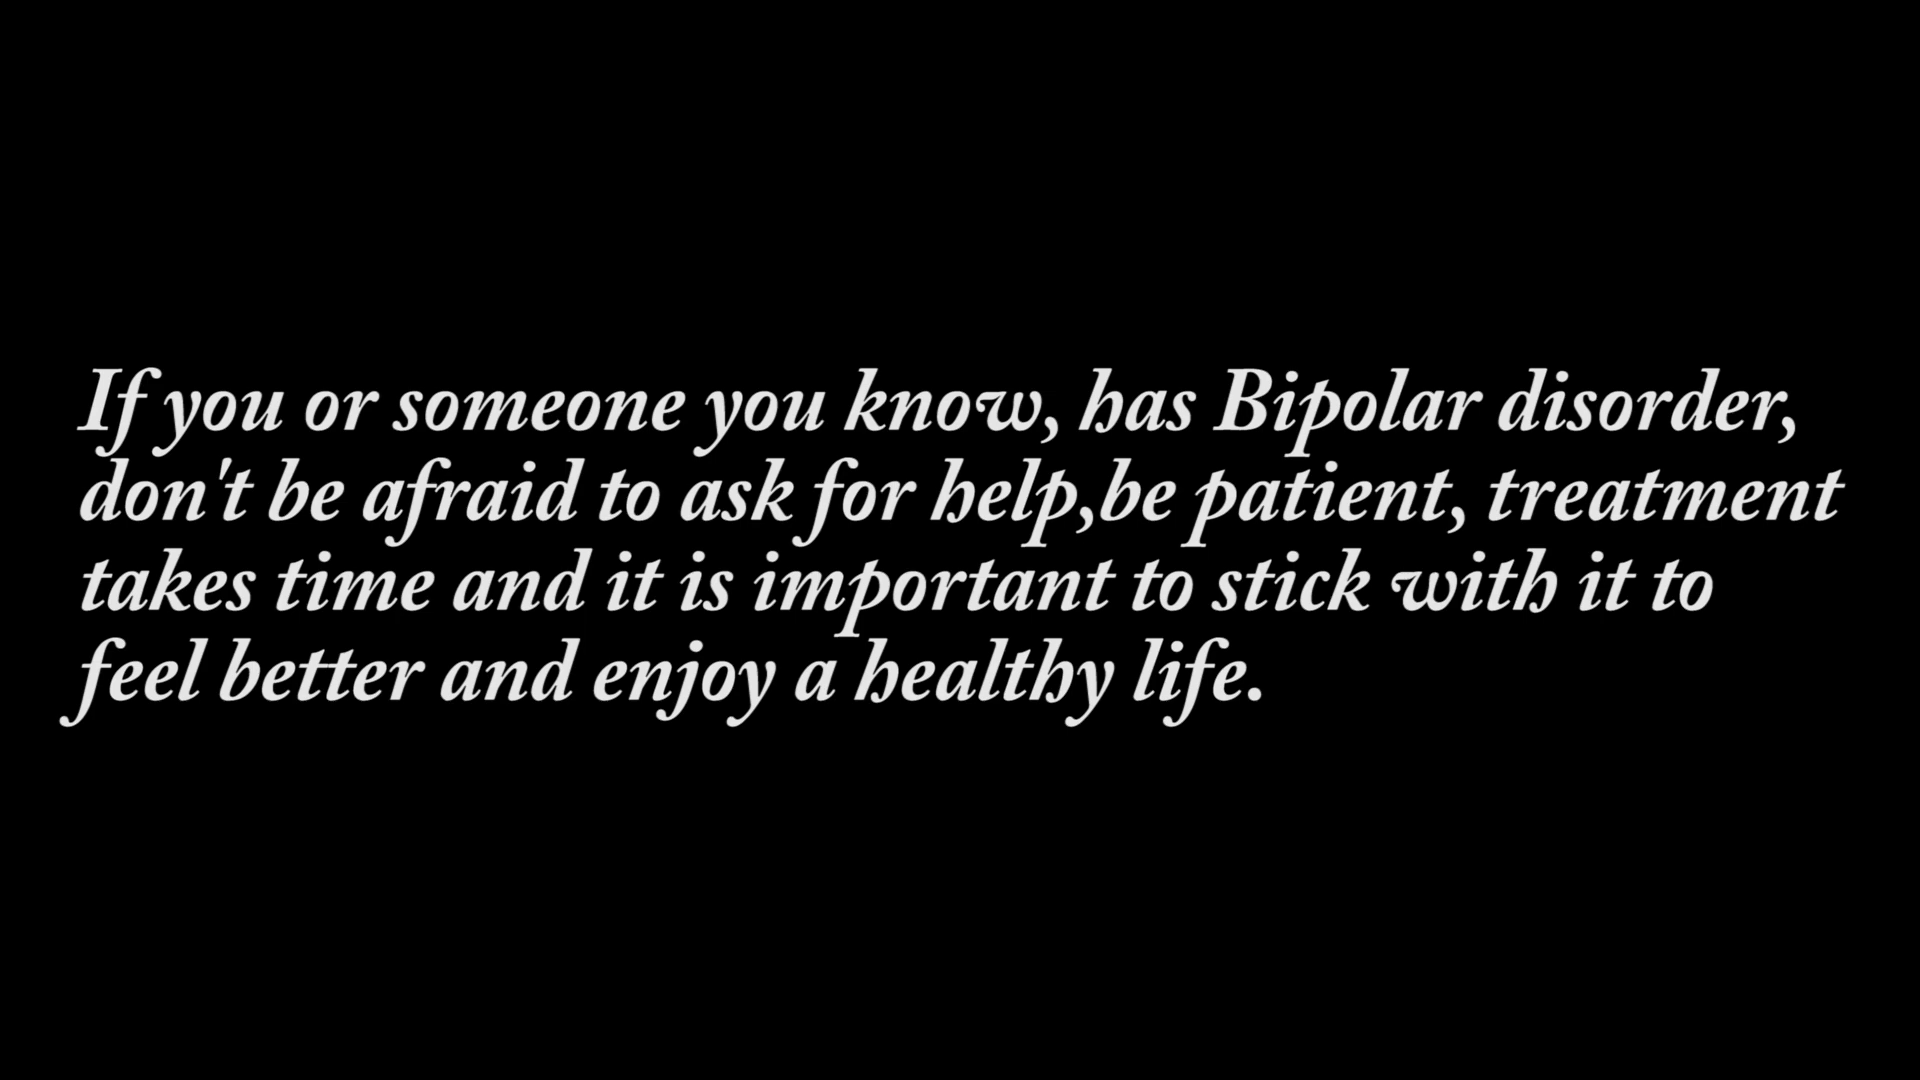 If you or someone you know, has Bipolar disorder,
don't be afraid to ask for help,be patient, treatment
takes time and it is important to stick with it to
feel better and enjoy a healthy life.